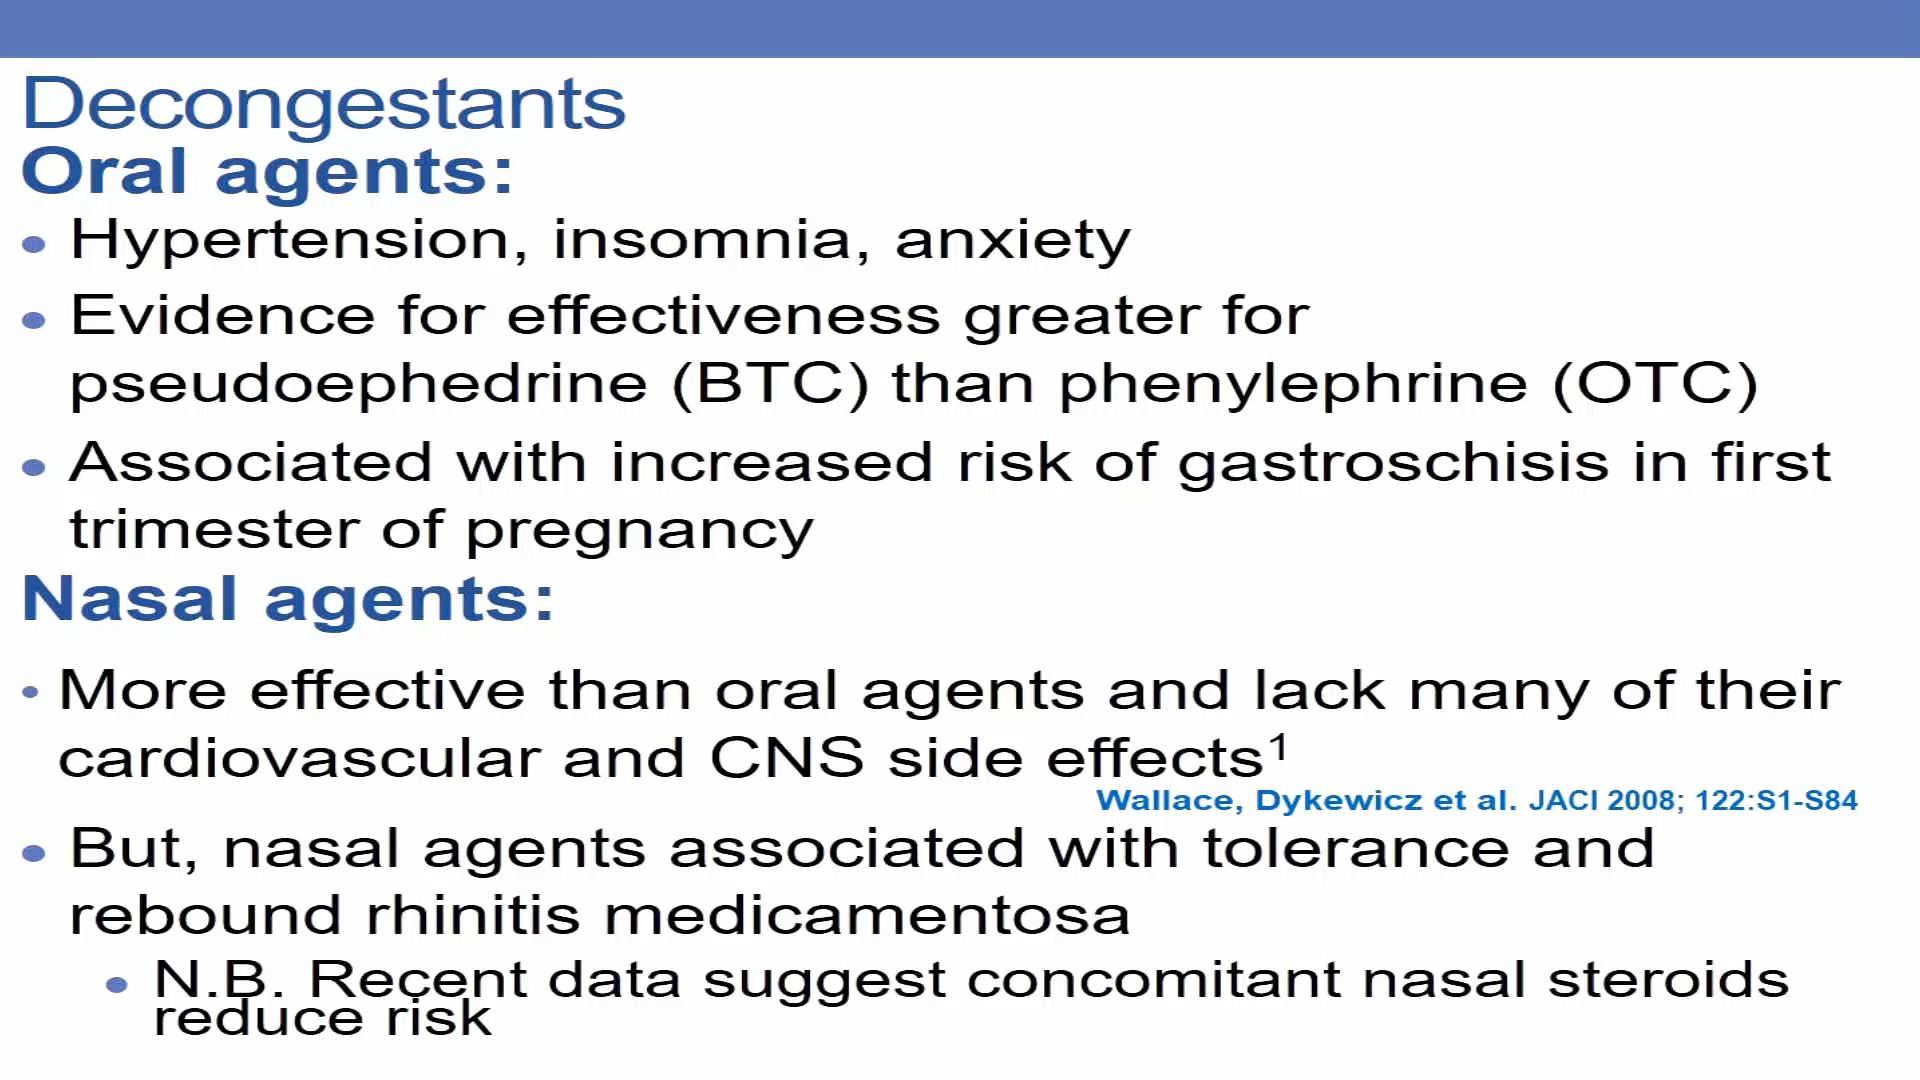 Decongestants
Oral agents:
• Hypertension, insomnia, anxiety
• Evidence for effectiveness greater for
pseudoephedrine (BTC) than phenylephrine (OTC)
• Associated with increased risk of gastroschisis in first
trimester of pregnancy
Nasal agents:
• More effective than oral agents and lack many of their
cardiovascular and CNS side effects¹
Wallace, Dykewicz et al. JACI 2008; 122:S1-S84
• But, nasal agents associated with tolerance and
rebound rhinitis medicamentosa
• N.B. Recent data suggest concomitant nasal steroids
reduce risk